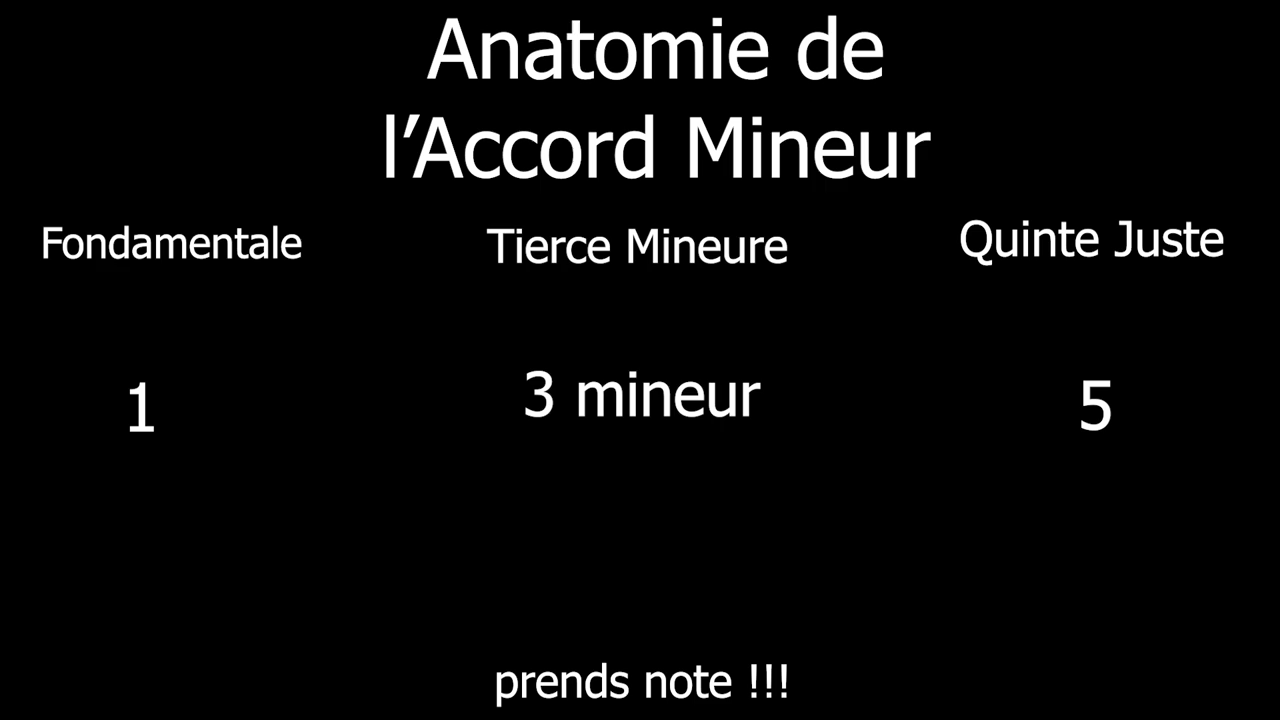 Anatomie de
l’Accord Mineur
Fondamentale
Tierce Mineure
Quinte Juste
1
3 mineur
5
prends note !!!